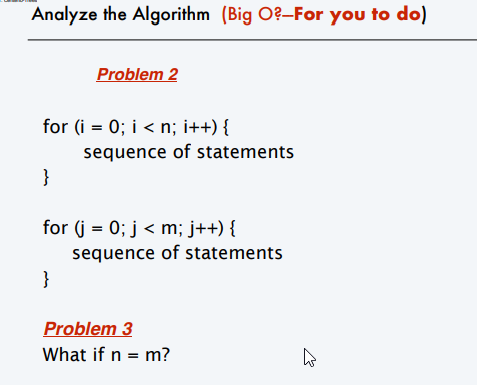 Analyze the Algorithm (Big O?—For you to do)
Problem 2
for (i = 0; i < n; i++) {
sequence of statements
}
for (j = 0; j < m; j++) {
sequence of statements
}
Problem 3
What if n = m?